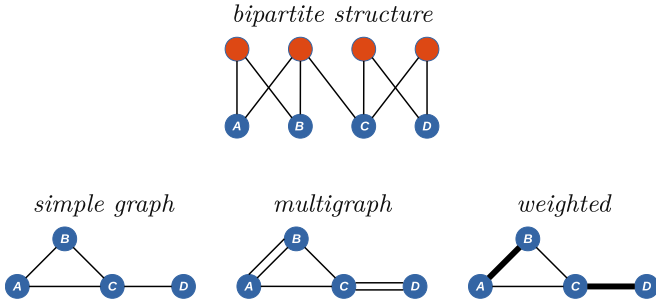 bipartite structure
A B C D
simple graph multigraph weighted
B B B
A C D A C D A C D